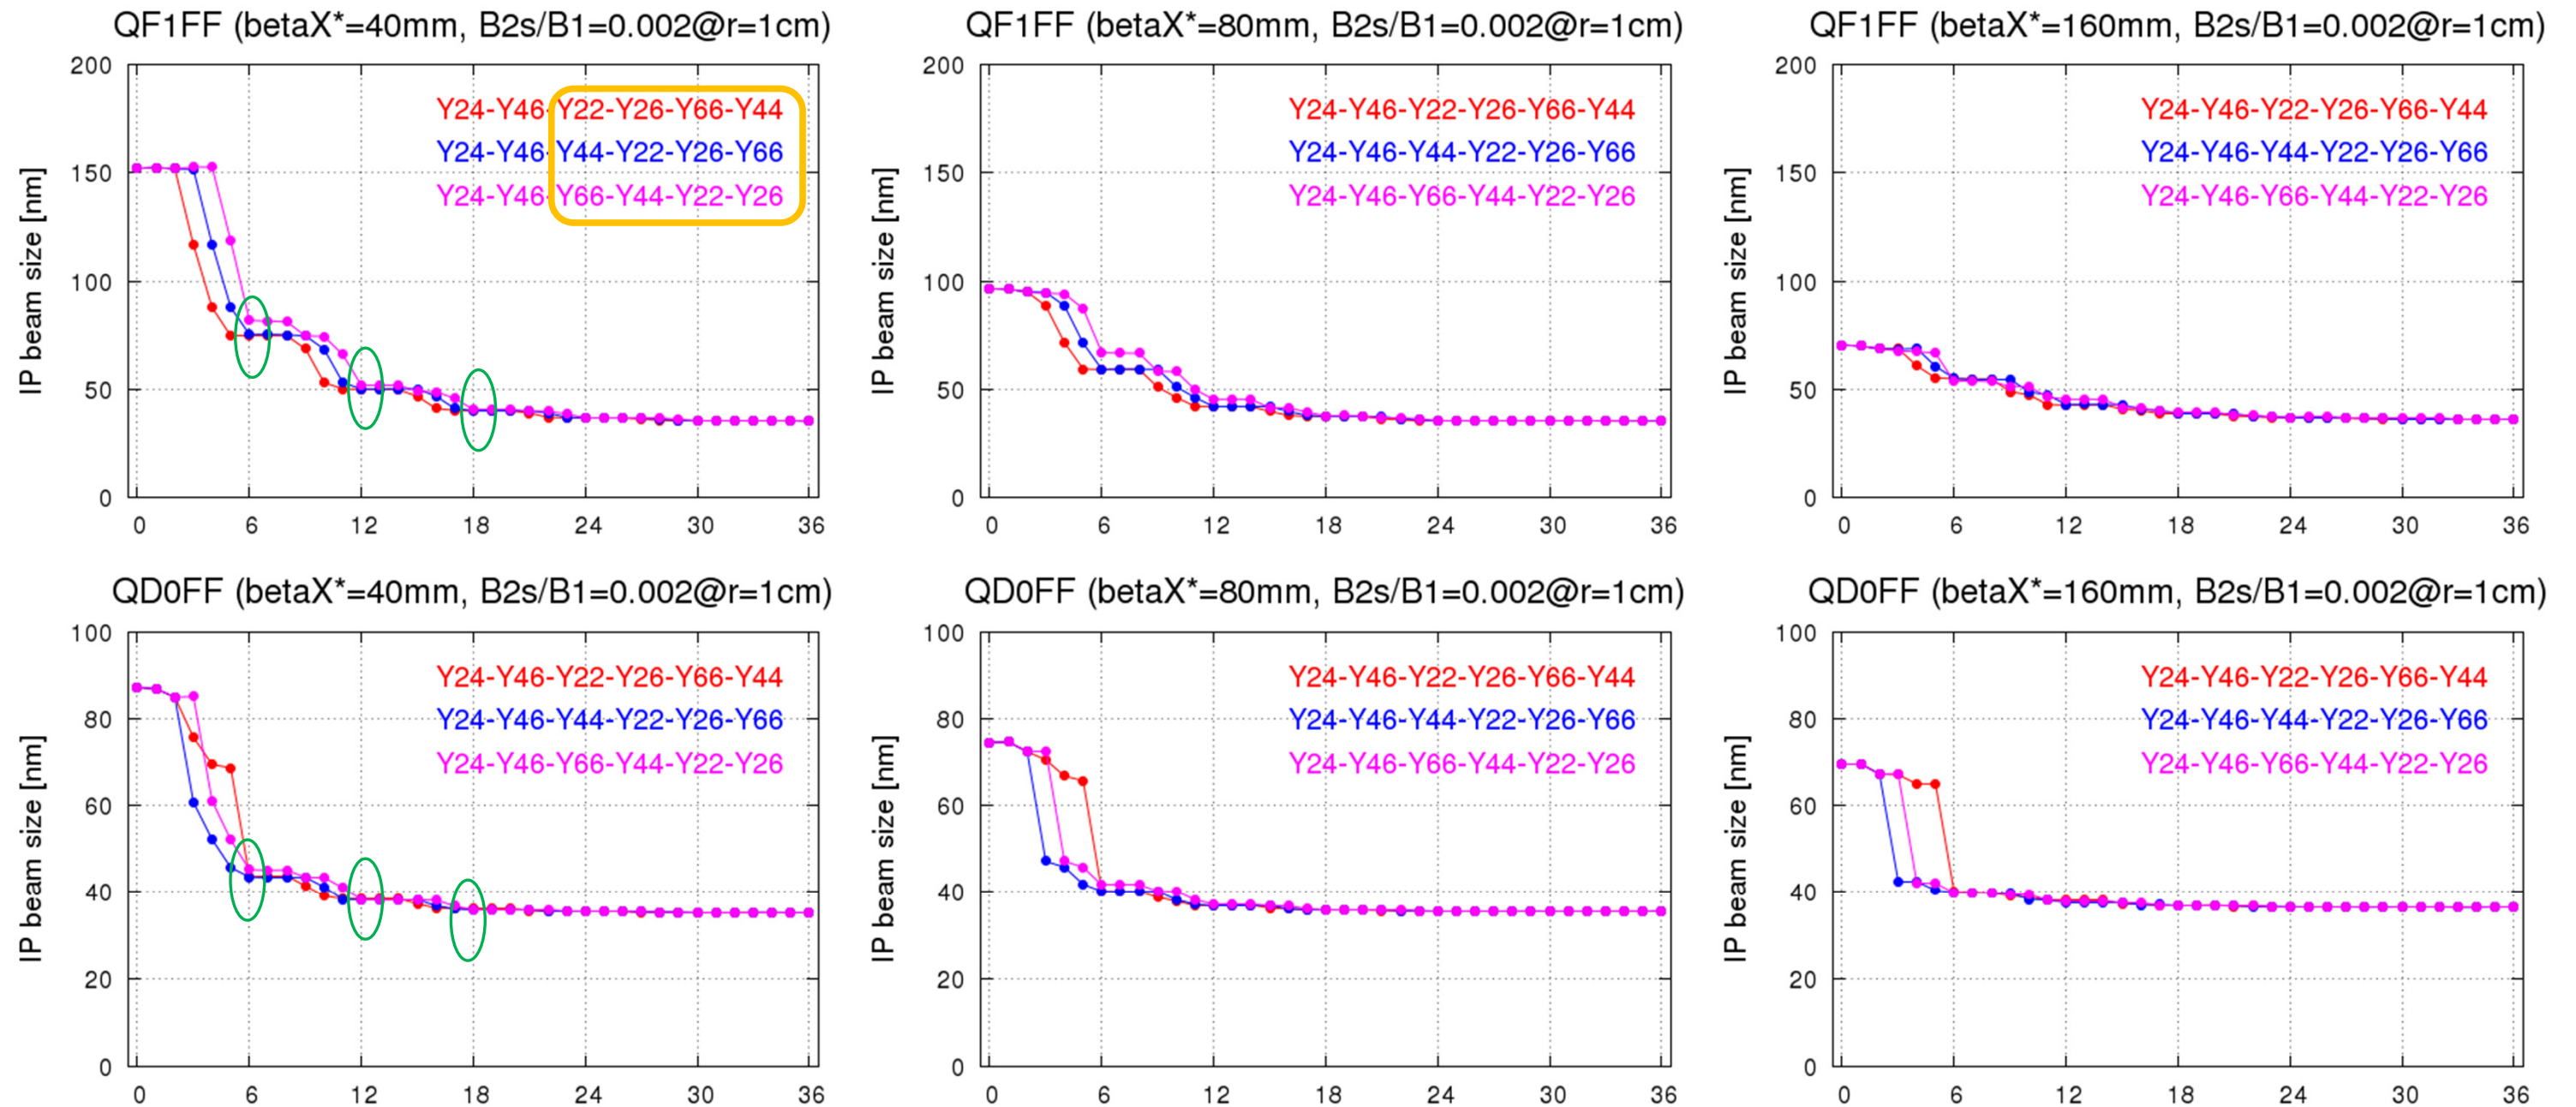 QF1FF (betaX*=40mm, B2s/B1=0.002@r=1cm)
IP beam size [nm]
200
150
100
50
0
Y24-Y46-Y22-Y26-Y66-Y44
Y24-Y46-Y44-Y22-Y26-Y66
Y24-Y46-Y66-Y44-Y22-Y26
0 6 12 18 24 30 36
QF1FF (betaX*=80mm, B2s/B1=0.002@r=1cm)
IP beam size [nm]
200
150
100
50
0
Y24-Y46-Y22-Y26-Y66-Y44
Y24-Y46-Y44-Y22-Y26-Y66
Y24-Y46-Y66-Y44-Y22-Y26
0 6 12 18 24 30 36
QF1FF (betaX*=160mm, B2s/B1=0.002@r=1cm)
IP beam size [nm]
200
150
100
50
0
Y24-Y46-Y22-Y26-Y66-Y44
Y24-Y46-Y44-Y22-Y26-Y66
Y24-Y46-Y66-Y44-Y22-Y26
0 6 12 18 24 30 36
QD0FF (betaX*=40mm, B2s/B1=0.002@r=1cm)
IP beam size [nm]
100
80
60
40
20
0
Y24-Y46-Y22-Y26-Y66-Y44
Y24-Y46-Y44-Y22-Y26-Y66
Y24-Y46-Y66-Y44-Y22-Y26
0 6 12 18 24 30 36
QD0FF (betaX*=80mm, B2s/B1=0.002@r=1cm)
IP beam size [nm]
100
80
60
40
20
0
Y24-Y46-Y22-Y26-Y66-Y44
Y24-Y46-Y44-Y22-Y26-Y66
Y24-Y46-Y66-Y44-Y22-Y26
0 6 12 18 24 30 36
QD0FF (betaX*=160mm, B2s/B1=0.002@r=1cm)
IP beam size [nm]
100
80
60
40
20
0
Y24-Y46-Y22-Y26-Y66-Y44
Y24-Y46-Y44-Y22-Y26-Y66
Y24-Y46-Y66-Y44-Y22-Y26
0 6 12 18 24 30 36